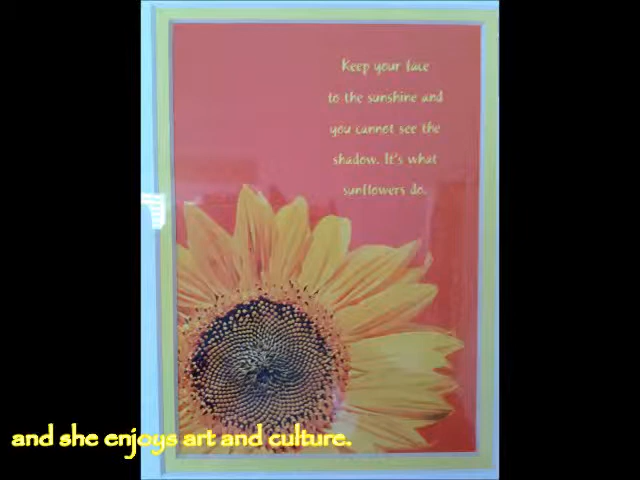 Keep your face
to the sunshine and
you cannot see the
shadow. It's what
sunflowers do.
and she enjoys art and culture.